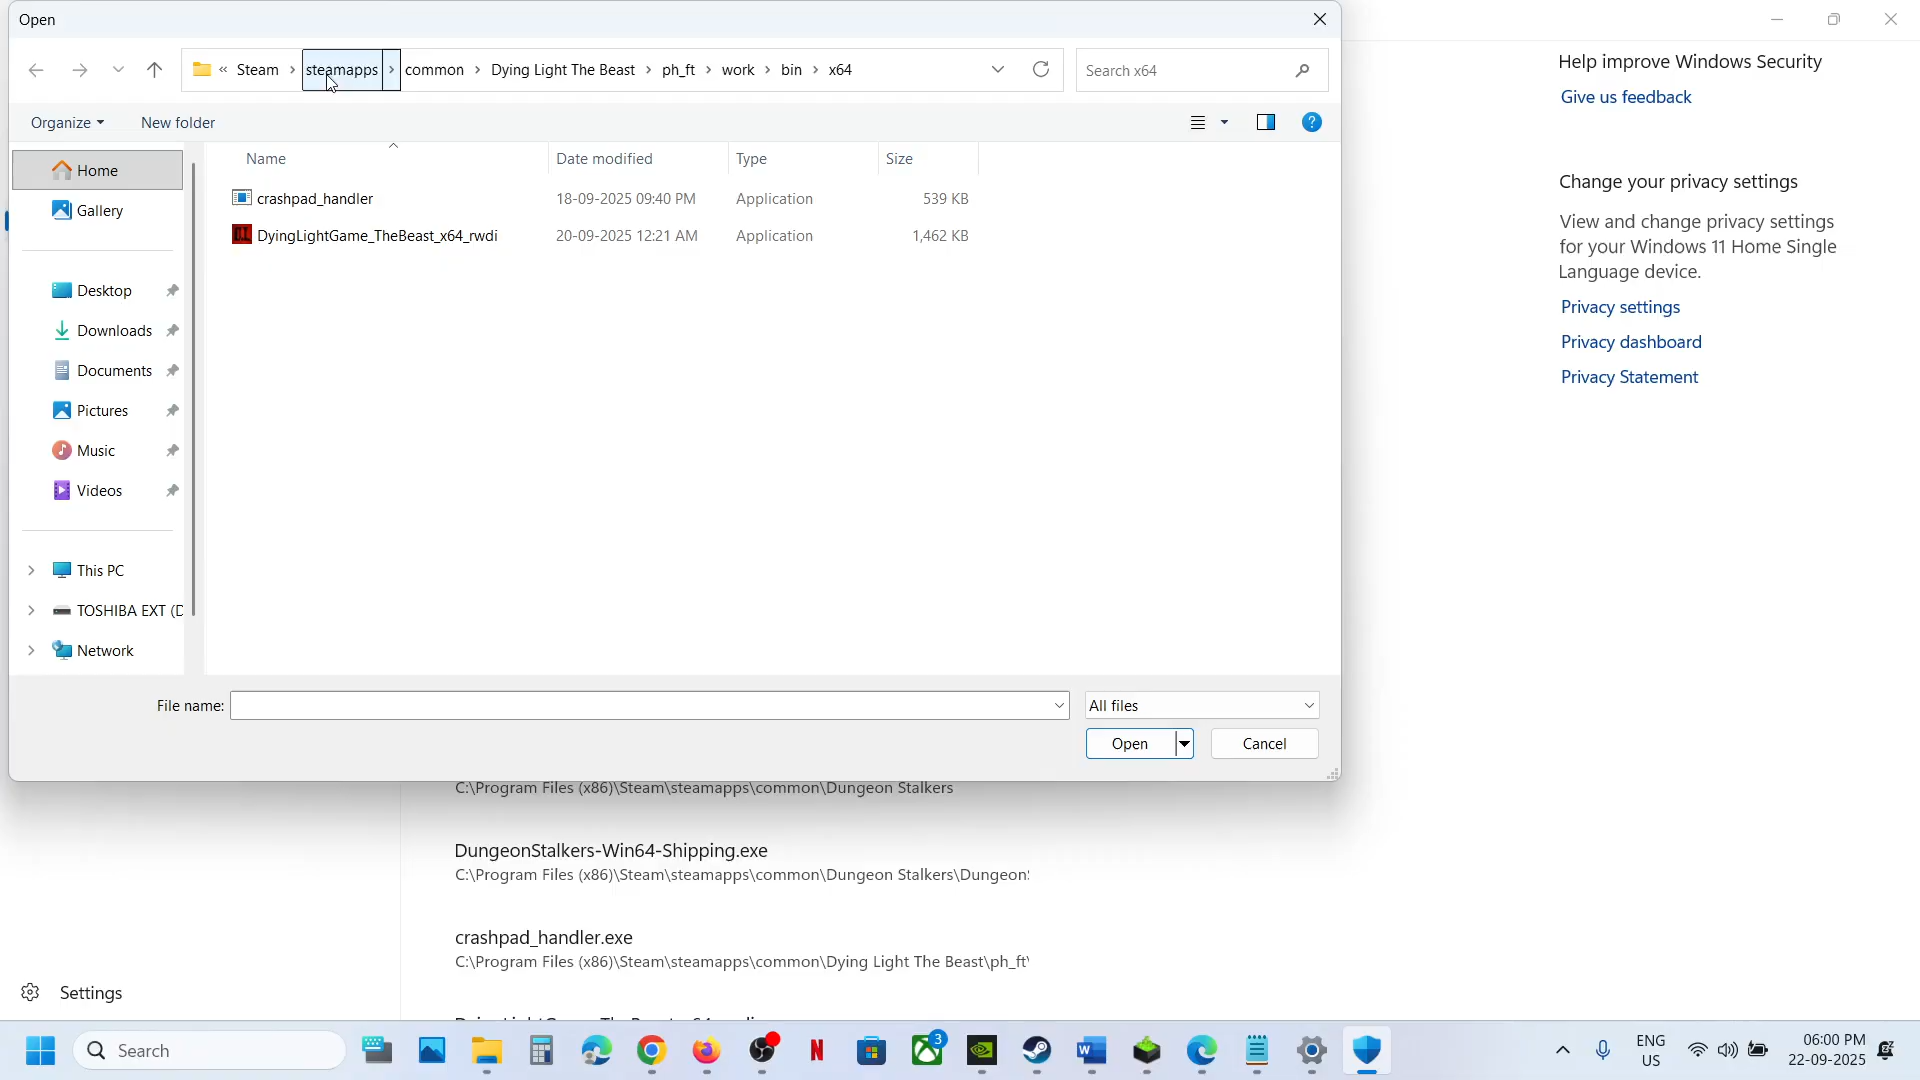 Open
« Steam > steamapps > common > Dying Light The Beast > ph_ft > work > bin > x64
Search x64
Organize
New folder
Name
Date modified
Type
Size
crashpad_handler
18-09-2025 09:40 PM
Application
539 KB
DyingLightGame_TheBeast_x64_rwdi
20-09-2025 12:21 AM
Application
1,462 KB
Home
Gallery
Desktop
Downloads
Documents
Pictures
Music
Videos
This PC
TOSHIBA EXT (D
Network
File name:
All files
Open
Cancel
Help improve Windows Security
Give us feedback
Change your privacy settings
View and change privacy settings
for your Windows 11 Home Single
Language device.
Privacy settings
Privacy dashboard
Privacy Statement
C:\Program Files (x86)\Steam\steamapps\common\Dungeon Stalkers
DungeonStalkers-Win64-Shipping.exe
C:\Program Files (x86)\Steam\steamapps\common\Dungeon Stalkers\Dungeon
crashpad_handler.exe
C:\Program Files (x86)\Steam\steamapps\common\Dying Light The Beast\ph_ft\
Settings
Search
3
ENG
US
06:00 PM
22-09-2025